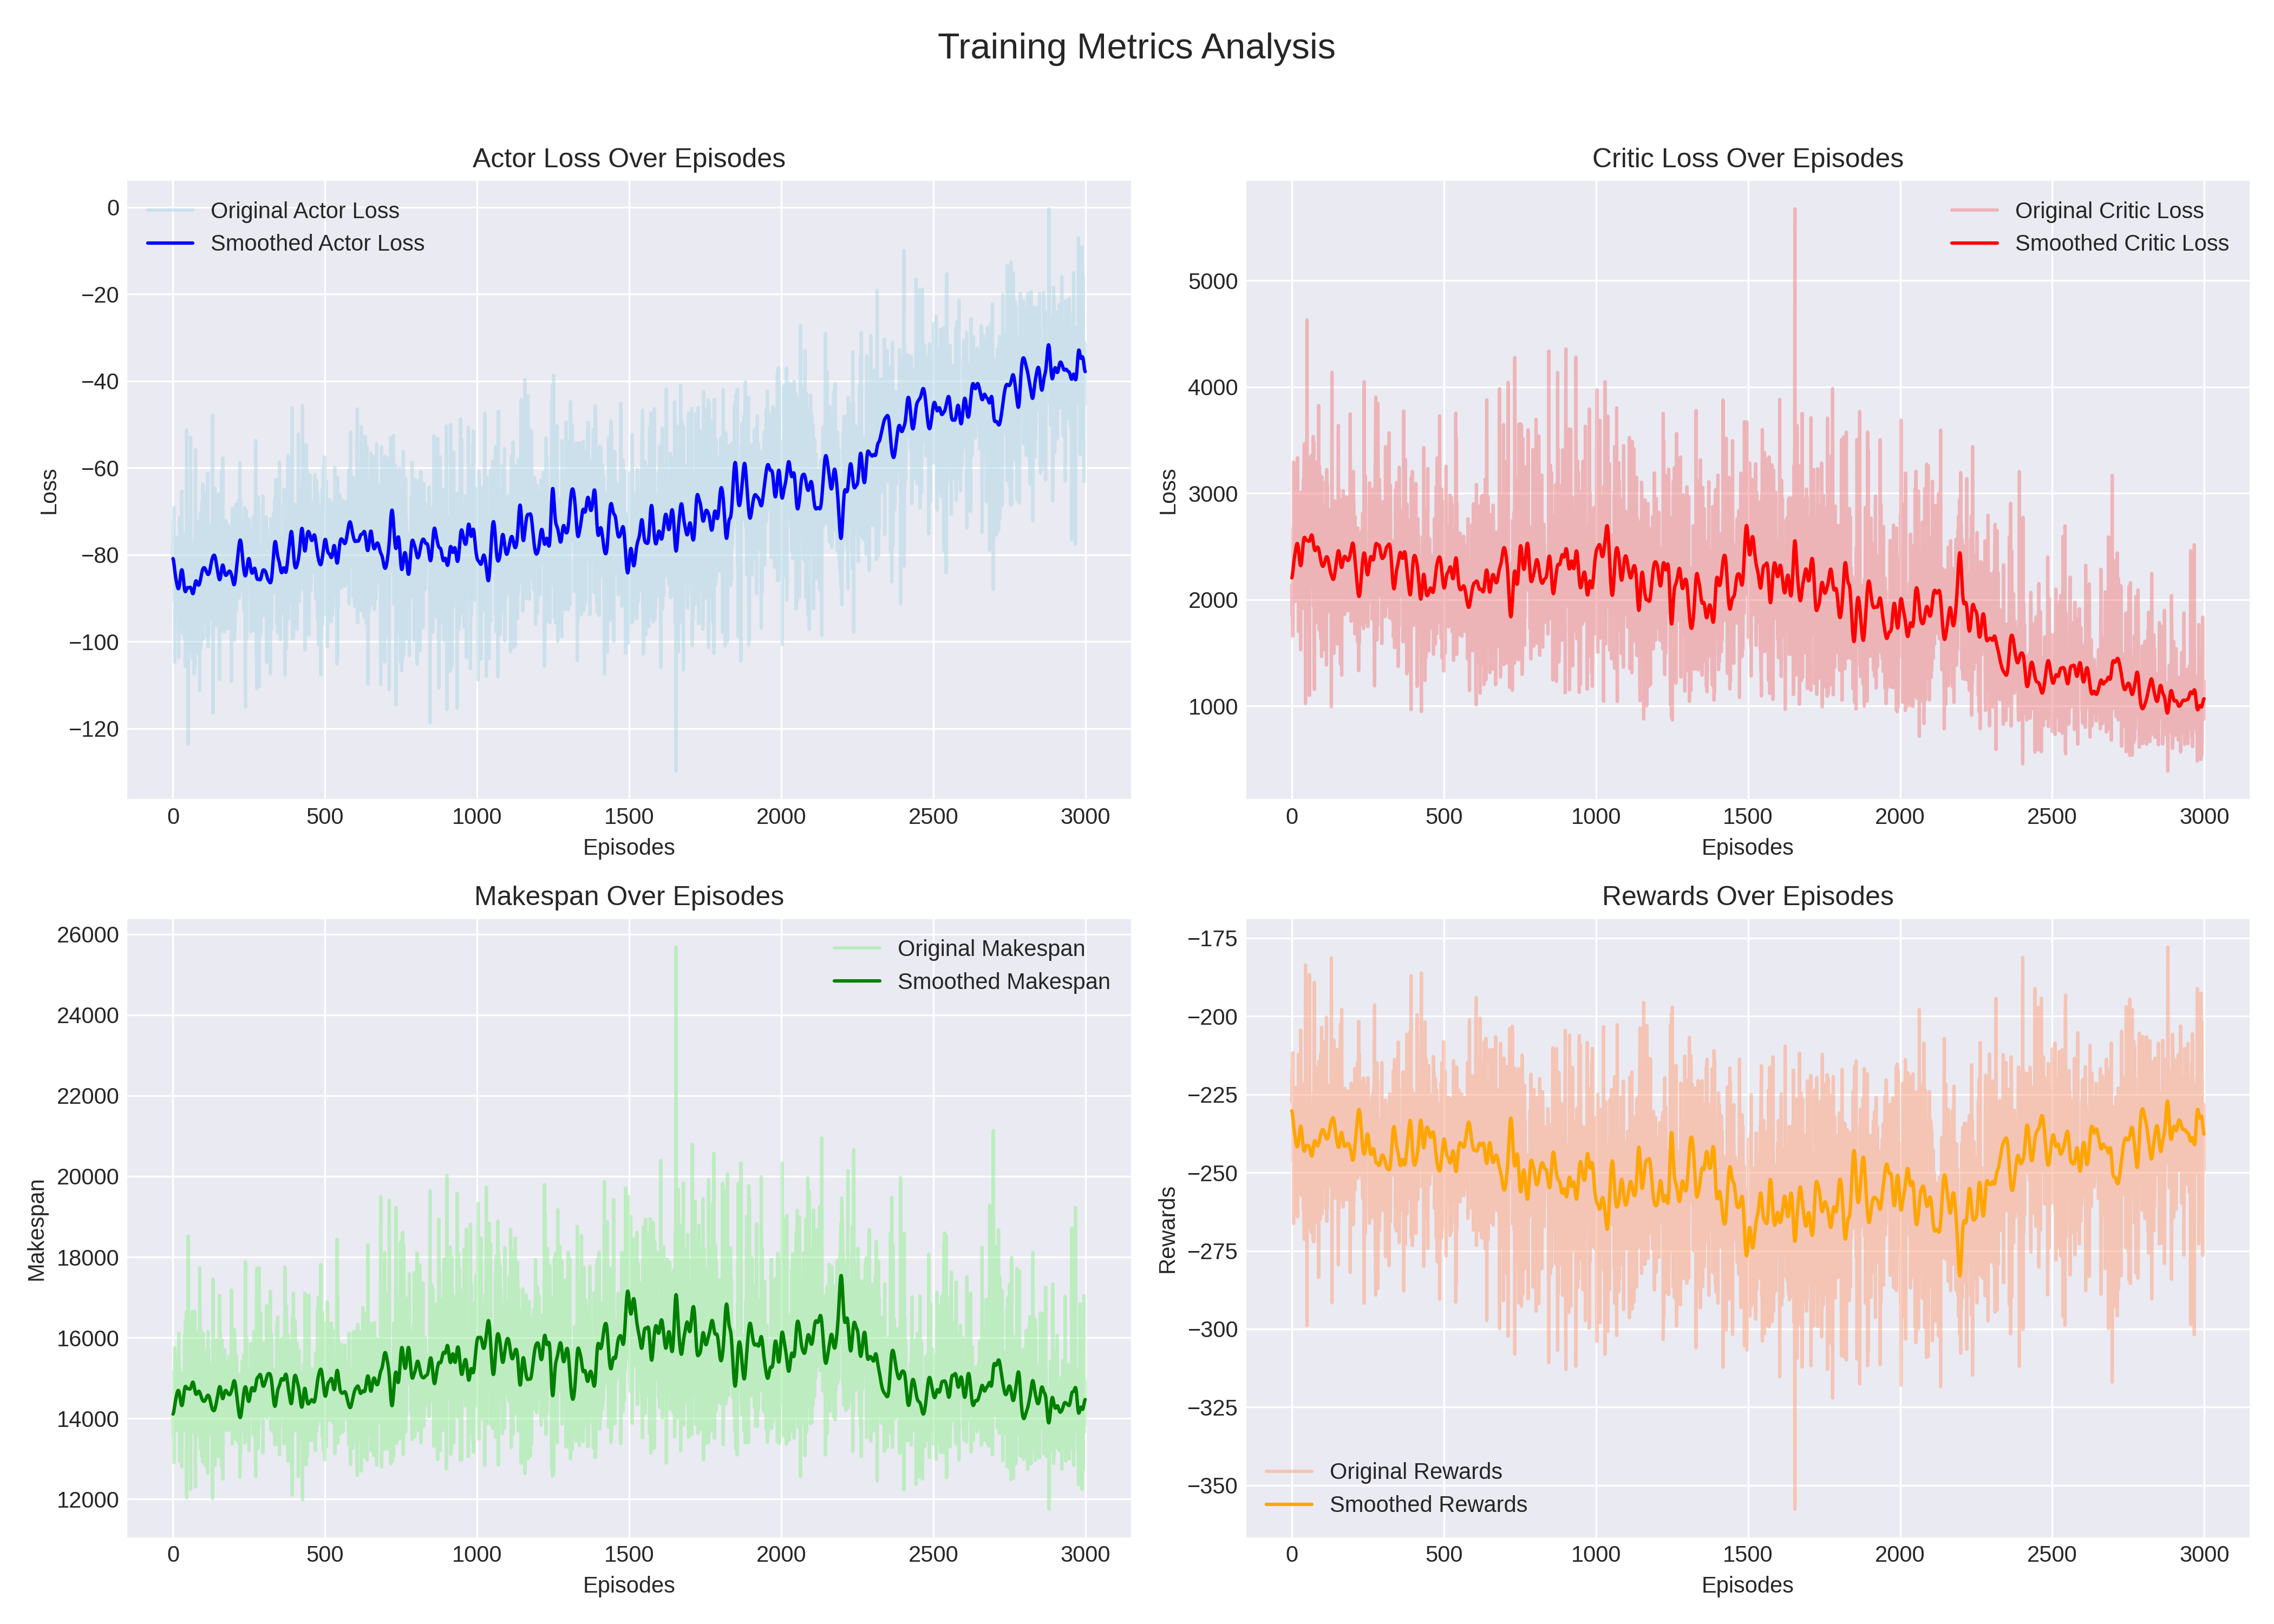 Training Metrics Analysis
Actor Loss Over Episodes
Original Actor Loss
Smoothed Actor Loss
Loss
0
−20
−40
−60
−80
−100
−120
0 500 1000 1500 2000 2500 3000
Episodes
Critic Loss Over Episodes
Original Critic Loss
Smoothed Critic Loss
Loss
5000
4000
3000
2000
1000
0 500 1000 1500 2000 2500 3000
Episodes
Makespan Over Episodes
Original Makespan
Smoothed Makespan
Makespan
26000
24000
22000
20000
18000
16000
14000
12000
0 500 1000 1500 2000 2500 3000
Episodes
Rewards Over Episodes
Original Rewards
Smoothed Rewards
Rewards
−175
−200
−225
−250
−275
−300
−325
−350
0 500 1000 1500 2000 2500 3000
Episodes